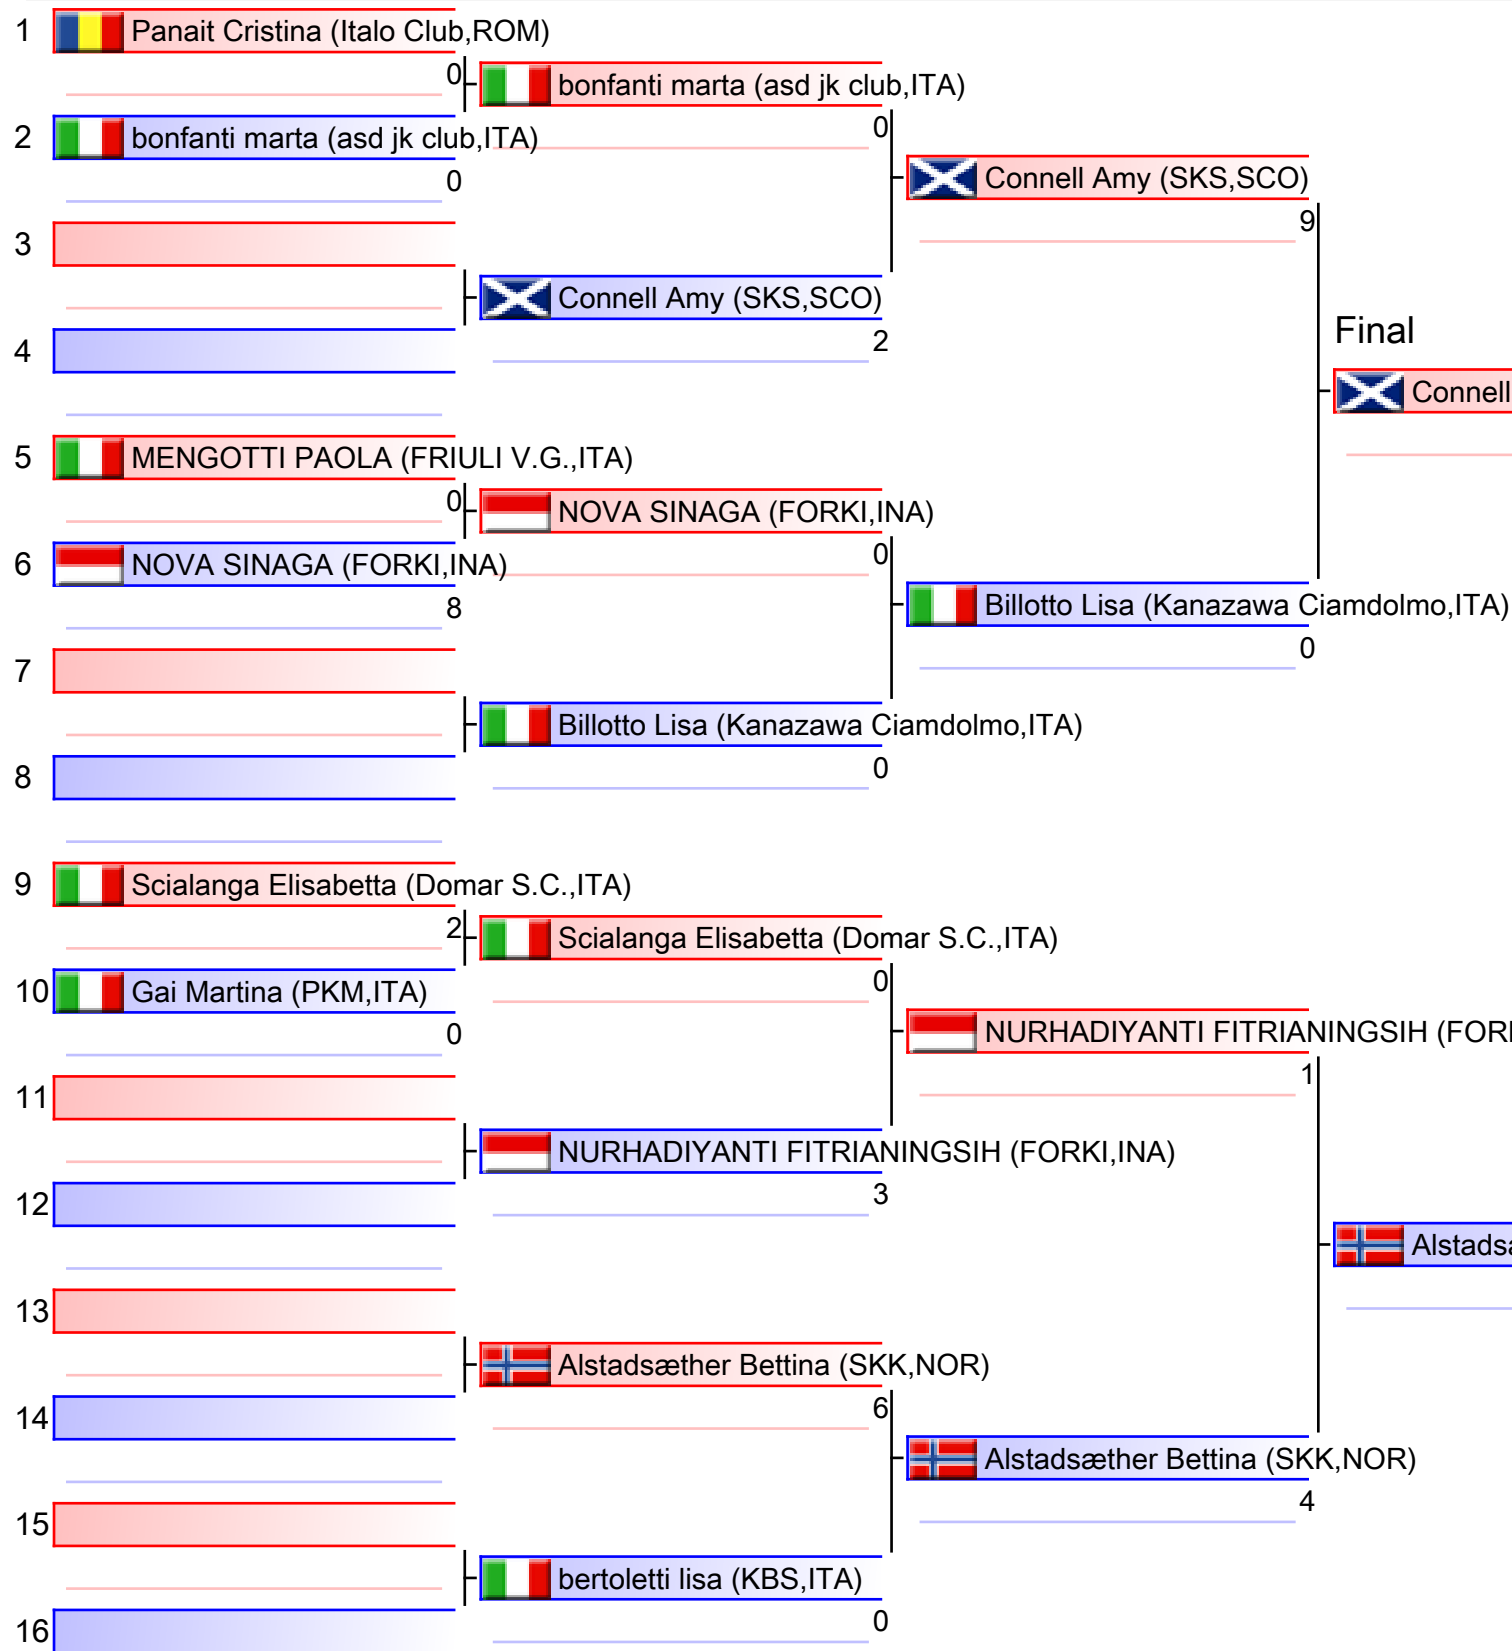 1 Panait Cristina (Italo Club,ROM)
0
bonfanti marta (asd jk club,ITA)
0
2 bonfanti marta (asd jk club,ITA)
0
Connell Amy (SKS,SCO)
9
3
Connell Amy (SKS,SCO)
2
4
Final
Connell
5 MENGOTTI PAOLA (FRIULI V.G.,ITA)
0
NOVA SINAGA (FORKI,INA)
0
6 NOVA SINAGA (FORKI,INA)
8
Billotto Lisa (Kanazawa Ciamdolmo,ITA)
0
7
Billotto Lisa (Kanazawa Ciamdolmo,ITA)
0
8
9 Scialanga Elisabetta (Domar S.C.,ITA)
2
Scialanga Elisabetta (Domar S.C.,ITA)
0
10 Gai Martina (PKM,ITA)
0
NURHADIYANTI FITRIANINGSIH (FORK
1
11
NURHADIYANTI FITRIANINGSIH (FORKI,INA)
3
12
Alstadsæ
13
Alstadsæther Bettina (SKK,NOR)
6
14
Alstadsæther Bettina (SKK,NOR)
4
15
bertoletti lisa (KBS,ITA)
0
16